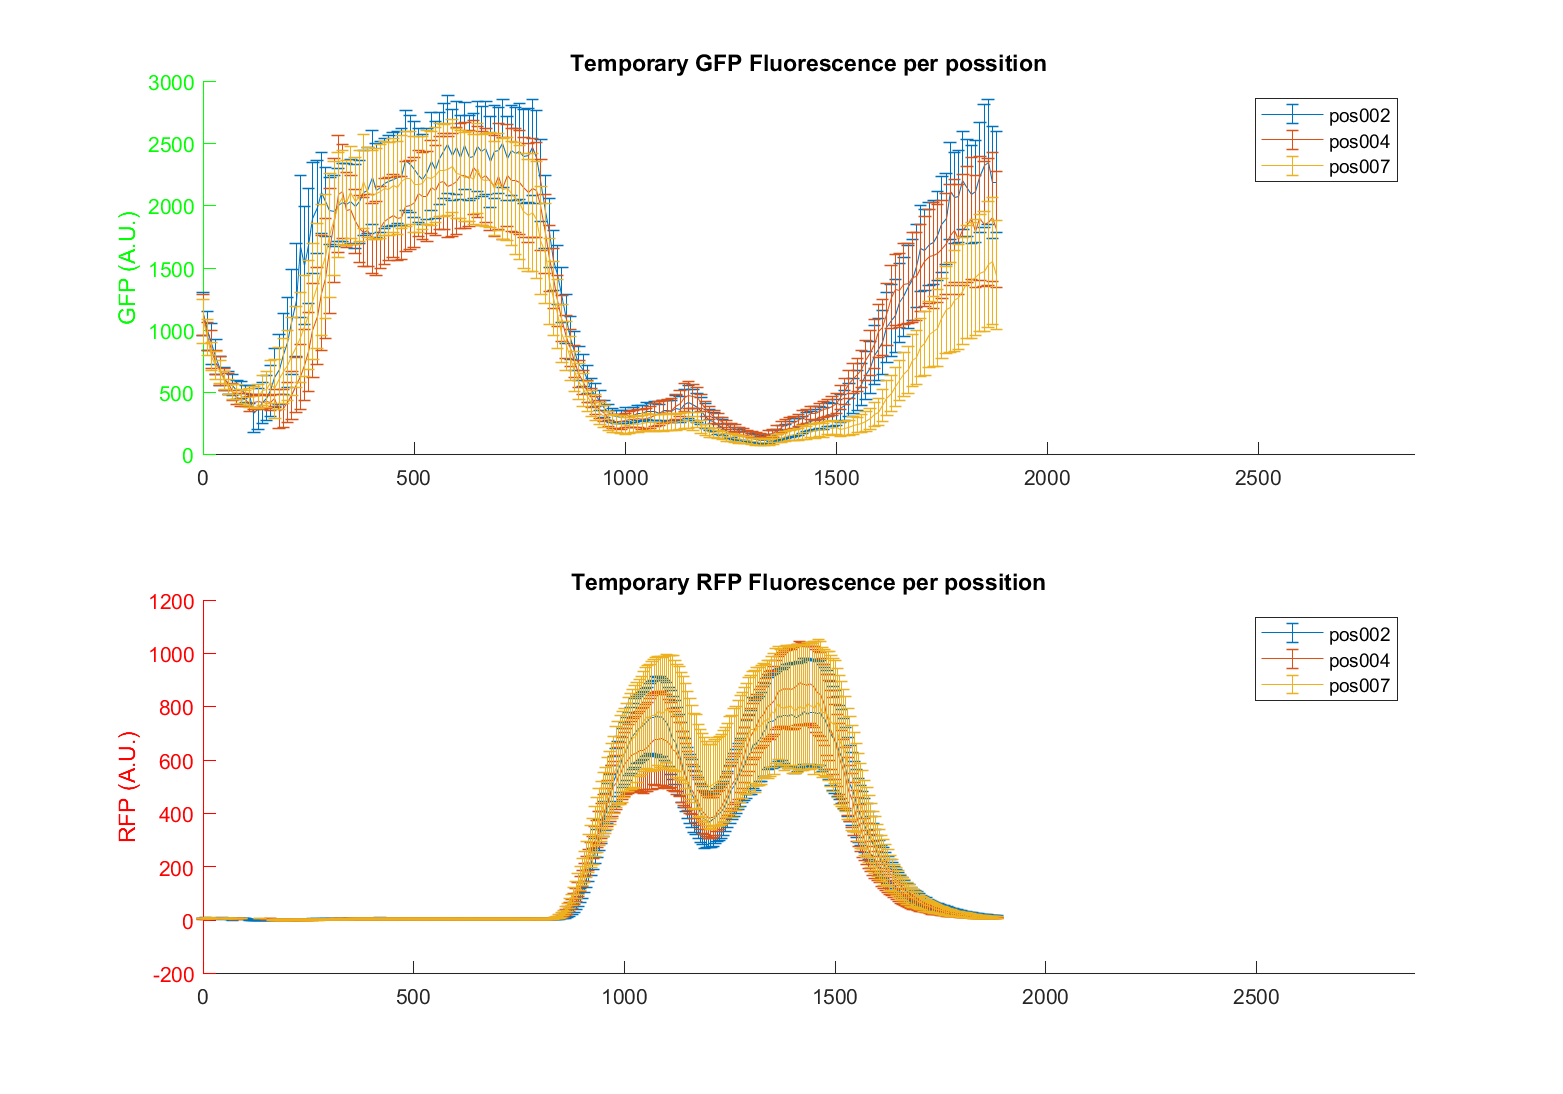 Temporary GFP Fluorescence per possition
GFP (A.U.)
3000
2500
2000
1500
1000
500
0
0 500 1000 1500 2000 2500
pos002
pos004
pos007
Temporary RFP Fluorescence per possition
RFP (A.U.)
1200
1000
800
600
400
200
0
-200
0 500 1000 1500 2000 2500
pos002
pos004
pos007